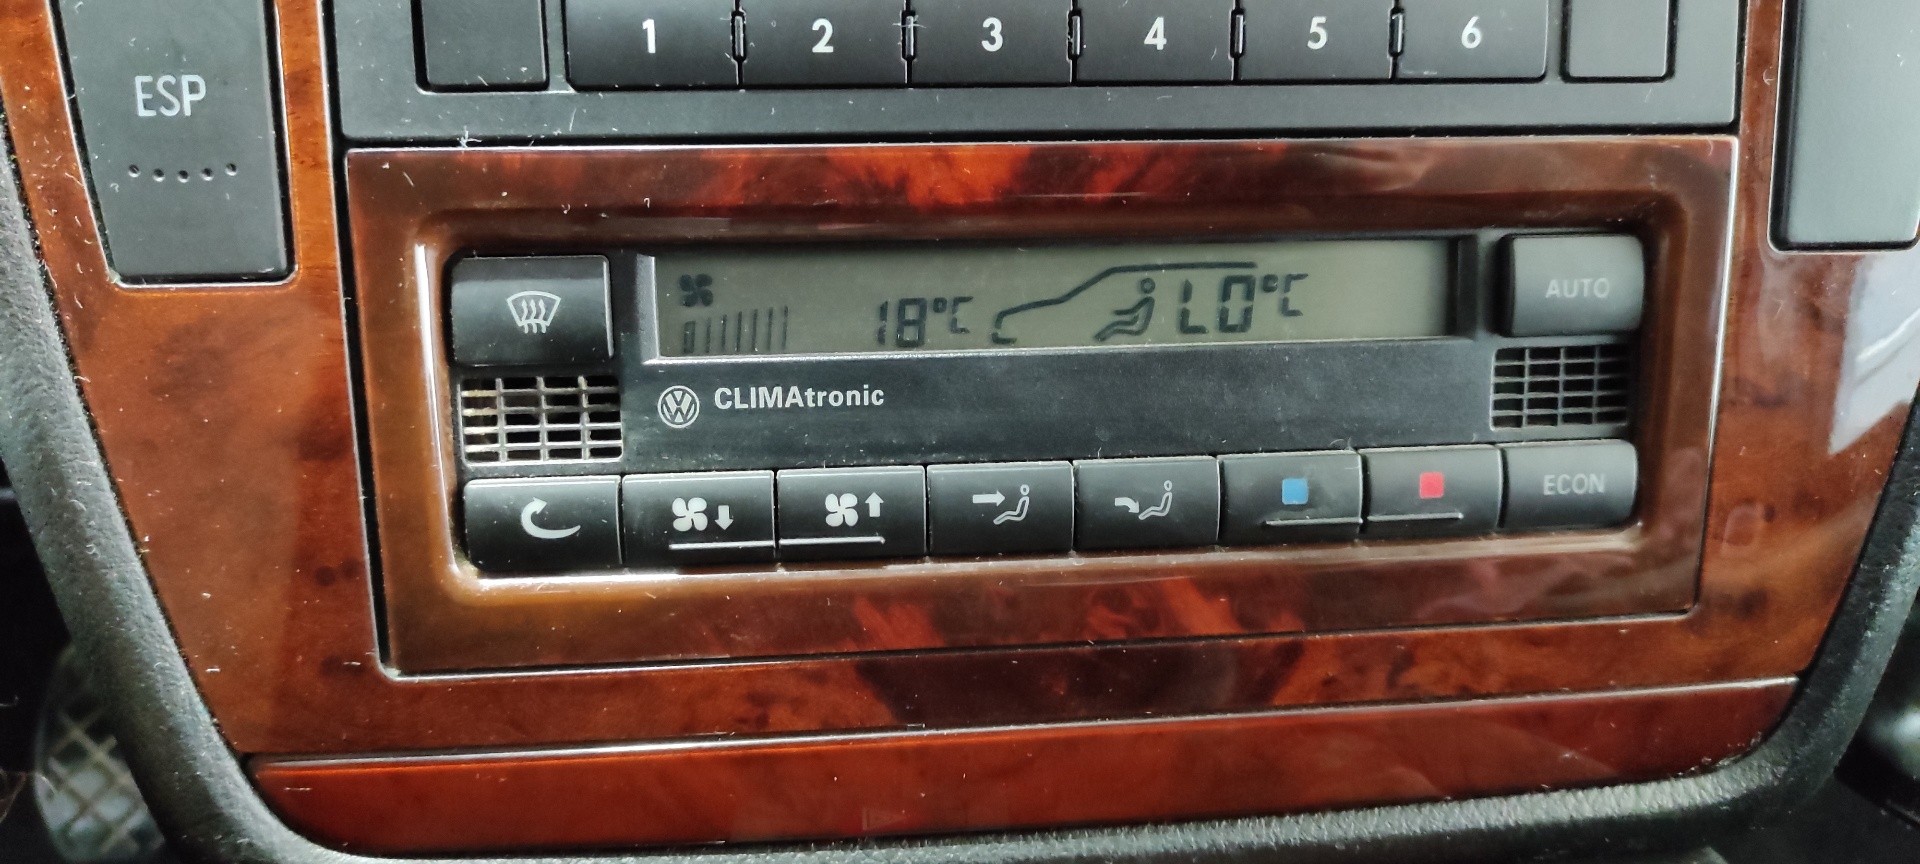 1 2 3 4 5 6
ESP
AUTO
18°C LO°C
CLIMAtronic
ECON